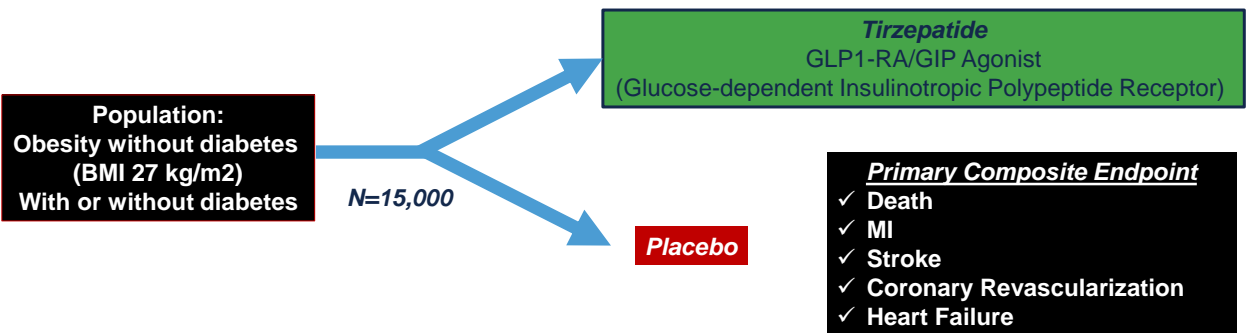 Population:
Obesity without diabetes
(BMI 27 kg/m2)
With or without diabetes
N=15,000
Tirzepatide
GLP1-RA/GIP Agonist
(Glucose-dependent Insulinotropic Polypeptide Receptor)
Placebo
Primary Composite Endpoint
✓ Death
✓ MI
✓ Stroke
✓ Coronary Revascularization
✓ Heart Failure